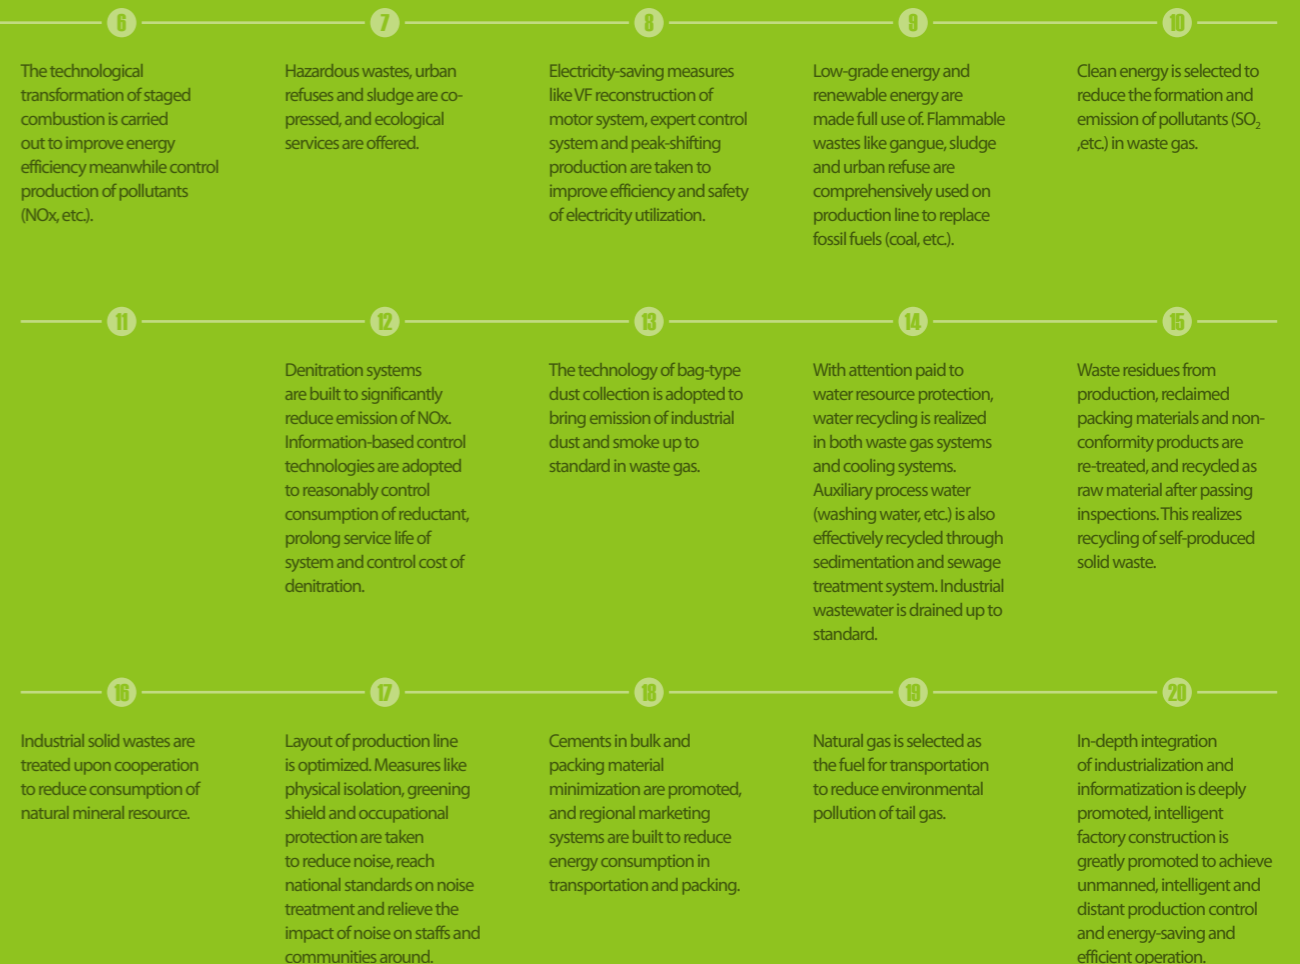 6
The technological
transformation of staged
combustion is carried
out to improve energy
efficiency meanwhile control
production of pollutants
(NOx, etc.).
7
Hazardous wastes, urban
refuses and sludge are co-
pressed, and ecological
services are offered.
8
Electricity-saving measures
like VF reconstruction of
motor system, expert control
system and peak-shifting
production are taken to
improve efficiency and safety
of electricity utilization.
9
Low-grade energy and
renewable energy are
made full use of. Flammable
wastes like gangue, sludge
and urban refuse are
comprehensively used on
production line to replace
fossil fuels (coal, etc.).
10
Clean energy is selected to
reduce the formation and
emission of pollutants (SO₂
,etc.) in waste gas.
11
12
Denitration systems
are built to significantly
reduce emission of NOx.
Information-based control
technologies are adopted
to reasonably control
consumption of reductant,
prolong service life of
system and control cost of
denitration.
13
The technology of bag-type
dust collection is adopted to
bring emission of industrial
dust and smoke up to
standard in waste gas.
14
With attention paid to
water resource protection,
water recycling is realized
in both waste gas systems
and cooling systems.
Auxiliary process water
(washing water, etc.) is also
effectively recycled through
sedimentation and sewage
treatment system. Industrial
wastewater is drained up to
standard.
15
Waste residues from
production, reclaimed
packing materials and non-
conformity products are
re-treated, and recycled as
raw material after passing
inspections. This realizes
recycling of self-produced
solid waste.
16
Industrial solid wastes are
treated upon cooperation
to reduce consumption of
natural mineral resource.
17
Layout of production line
is optimized. Measures like
physical isolation, greening
shield and occupational
protection are taken
to reduce noise, reach
national standards on noise
treatment and relieve the
impact of noise on staffs and
communities around.
18
Cements in bulk and
packing material
minimization are promoted,
and regional marketing
systems are built to reduce
energy consumption in
transportation and packing.
19
Natural gas is selected as
the fuel for transportation
to reduce environmental
pollution of tail gas.
20
In-depth integration
of industrialization and
informatization is deeply
promoted, intelligent
factory construction is
greatly promoted to achieve
unmanned, intelligent and
distant production control
and energy-saving and
efficient operation.